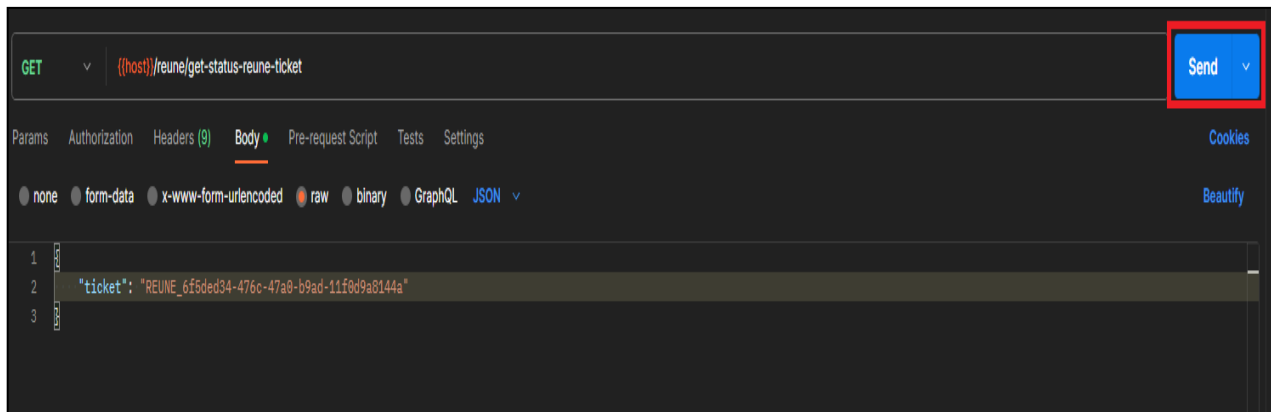 GET {{host}}/reune/get-status-reune-ticket Send
Params Authorization Headers (9) Body Pre-request Script Tests Settings Cookies
none form-data x-www-form-urlencoded raw binary GraphQL JSON Beautify
1 {
2 "ticket": "REUNE_6f5ded34-476c-47a0-b9ad-11f0d9a8144a"
3 }